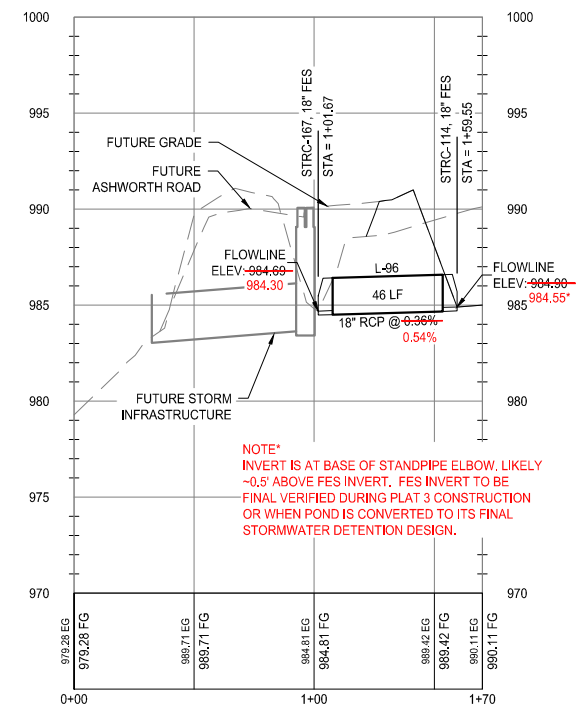 1000
1000
STRC-167, 18" FES
STA = 1+01.67
STRC-114, 18" FES
STA = 1+59.55
995
995
FUTURE GRADE
FUTURE
ASHWORTH ROAD
990
990
FLOWLINE
ELEV: 984.69
984.30
L-96
46 LF
18" RCP @ 0.36%
0.54%
FLOWLINE
ELEV: 984.90
984.55*
985
985
FUTURE STORM
INFRASTRUCTURE
980
980
NOTE*
INVERT IS AT BASE OF STANDPIPE ELBOW, LIKELY
~0.5' ABOVE FES INVERT. FES INVERT TO BE
FINAL VERIFIED DURING PLAT 3 CONSTRUCTION
OR WHEN POND IS CONVERTED TO ITS FINAL
STORMWATER DETENTION DESIGN.
975
975
970
970
979.28 EG
979.28 FG
989.71 EG
989.71 FG
984.81 EG
984.81 FG
989.42 EG
989.42 FG
990.11 EG
990.11 FG
0+00
1+00
1+70